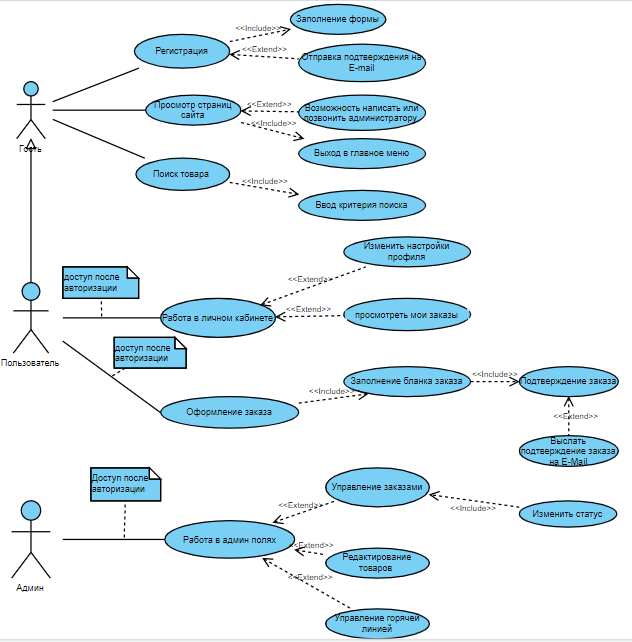 <<Include>>
Заполнение формы
Регистрация
<<Extend>>
Отправка подтверждения на
E-mail
Просмотр страниц
сайта
<<Extend>>
Возможность написать или
позвонить администратору
<<Include>>
Гость
Выход в главное меню
Поиск товара
<<Include>>
Ввод критерия поиска
Изменить настройки
профиля
доступ после
авторизации
<<Extend>>
Работа в личном кабинете
<<Extend>>
просмотреть мои заказы
Пользователь
доступ после
авторизации
Заполнение бланка заказа
<<Include>>
Подтверждение заказа
<<Include>>
Оформление заказа
<<Extend>>
Выслать
подтверждение заказа
на E-Mail
Доступ после
авторизации
Управление заказами
<<Extend>>
<<Include>>
Изменить статус
Работа в админ полях
<<Extend>>
Редактирование
товаров
<<Extend>>
Админ
Управление горячей
линией